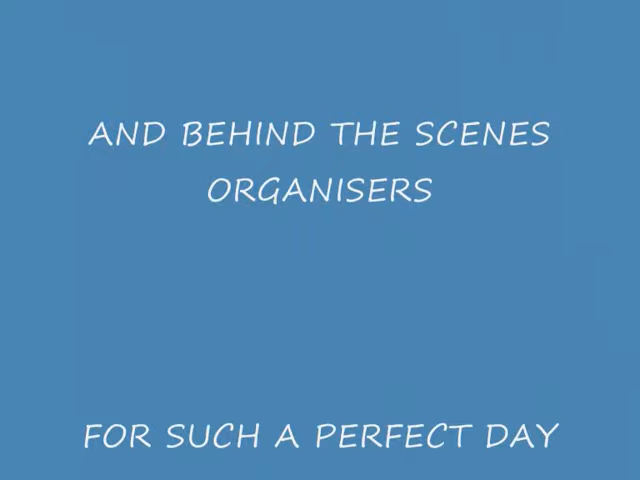 AND BEHIND THE SCENES
ORGANISERS
FOR SUCH A PERFECT DAY